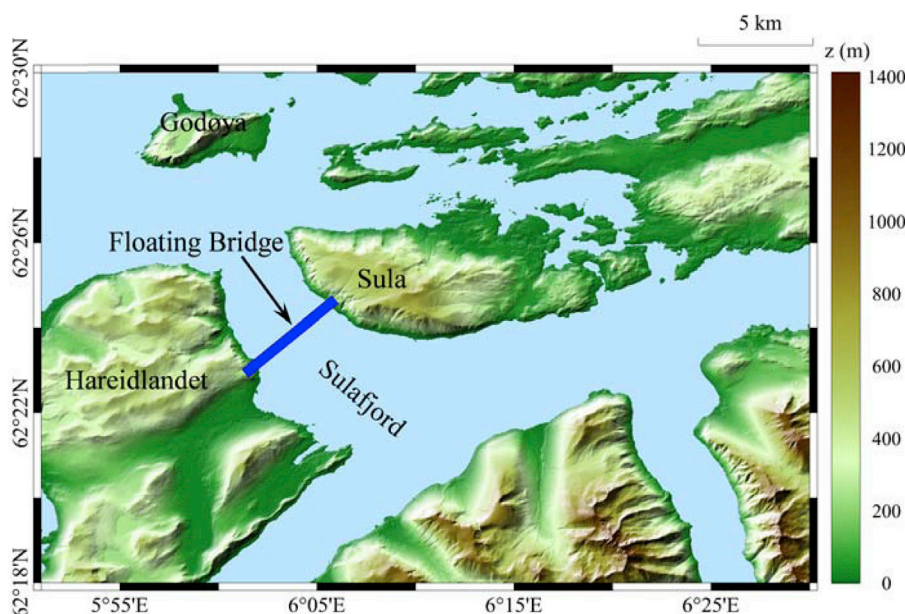 5 km
z (m)
62°30'N
Godøya
1400
1200
62°26'N
Floating Bridge
1000
Sula
800
Hareidlandet
Sulafjord
600
62°22'N
400
200
62°18'N
0
5°55'E
6°05'E
6°15'E
6°25'E